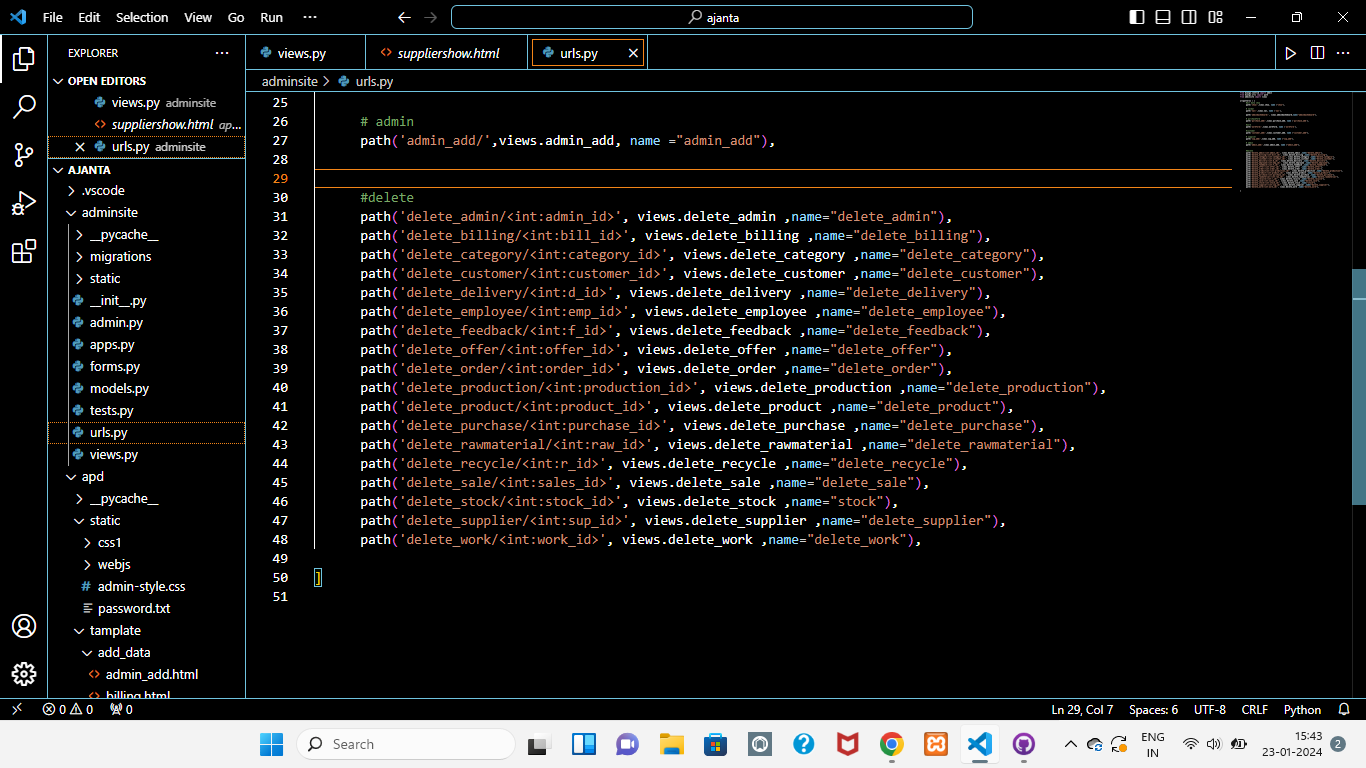 File Edit Selection View Go Run ···
ajanta
EXPLORER
OPEN EDITORS
views.py adminsite
suppliershow.html ap...
urls.py adminsite
AJANTA
.vscode
adminsite
__pycache__
migrations
static
__init__.py
admin.py
apps.py
forms.py
models.py
tests.py
urls.py
views.py
apd
__pycache__
static
css1
webjs
admin-style.css
password.txt
tamplate
add_data
admin_add.html
billing.html
views.py suppliershow.html urls.py
adminsite > urls.py
25
26 # admin
27 path('admin_add/',views.admin_add, name ="admin_add"),
28
29
30 #delete
31 path('delete_admin/<int:admin_id>', views.delete_admin ,name="delete_admin"),
32 path('delete_billing/<int:bill_id>', views.delete_billing ,name="delete_billing"),
33 path('delete_category/<int:category_id>', views.delete_category ,name="delete_category"),
34 path('delete_customer/<int:customer_id>', views.delete_customer ,name="delete_customer"),
35 path('delete_delivery/<int:d_id>', views.delete_delivery ,name="delete_delivery"),
36 path('delete_employee/<int:emp_id>', views.delete_employee ,name="delete_employee"),
37 path('delete_feedback/<int:f_id>', views.delete_feedback ,name="delete_feedback"),
38 path('delete_offer/<int:offer_id>', views.delete_offer ,name="delete_offer"),
39 path('delete_order/<int:order_id>', views.delete_order ,name="delete_order"),
40 path('delete_production/<int:production_id>', views.delete_production ,name="delete_production"),
41 path('delete_product/<int:product_id>', views.delete_product ,name="delete_product"),
42 path('delete_purchase/<int:purchase_id>', views.delete_purchase ,name="delete_purchase"),
43 path('delete_rawmaterial/<int:raw_id>', views.delete_rawmaterial ,name="delete_rawmaterial"),
44 path('delete_recycle/<int:r_id>', views.delete_recycle ,name="delete_recycle"),
45 path('delete_sale/<int:sales_id>', views.delete_sale ,name="delete_sale"),
46 path('delete_stock/<int:stock_id>', views.delete_stock ,name="stock"),
47 path('delete_supplier/<int:sup_id>', views.delete_supplier ,name="delete_supplier"),
48 path('delete_work/<int:work_id>', views.delete_work ,name="delete_work"),
49
50 ]
51
0 0 0 Ln 29, Col 7 Spaces: 6 UTF-8 CRLF Python
Search
ENG
IN
15:43
23-01-2024
2